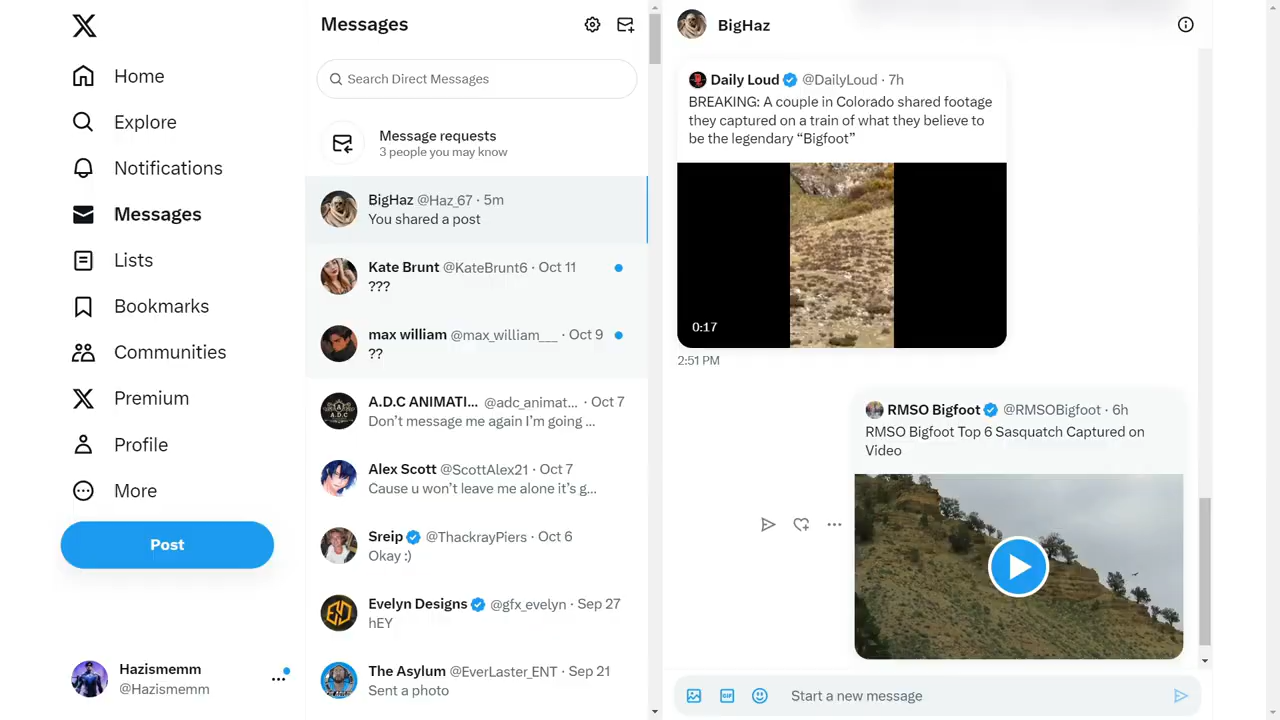 Home
Explore
Notifications
Messages
Lists
Bookmarks
Communities
Premium
Profile
More
Post
Hazismemm
@Hazismemm
Messages
Search Direct Messages
Message requests
3 people you may know
BigHaz @Haz_67 · 5m
You shared a post
Kate Brunt @KateBrunt6 · Oct 11
???
max william @max_william___ · Oct 9
??
A.D.C ANIMATI... @adc_animat... · Oct 7
Don’t message me again I’m going ...
Alex Scott @ScottAlex21 · Oct 7
Cause u won’t leave me alone it’s g...
Sreip @ThackrayPiers · Oct 6
Okay :)
Evelyn Designs @gfx_evelyn · Sep 27
hEY
The Asylum @EverLaster_ENT · Sep 21
Sent a photo
BigHaz
Daily Loud @DailyLoud · 7h
BREAKING: A couple in Colorado shared footage
they captured on a train of what they believe to
be the legendary “Bigfoot”
0:17
2:51 PM
RMSO Bigfoot @RMSOBigfoot · 6h
RMSO Bigfoot Top 6 Sasquatch Captured on
Video
GIF
Start a new message